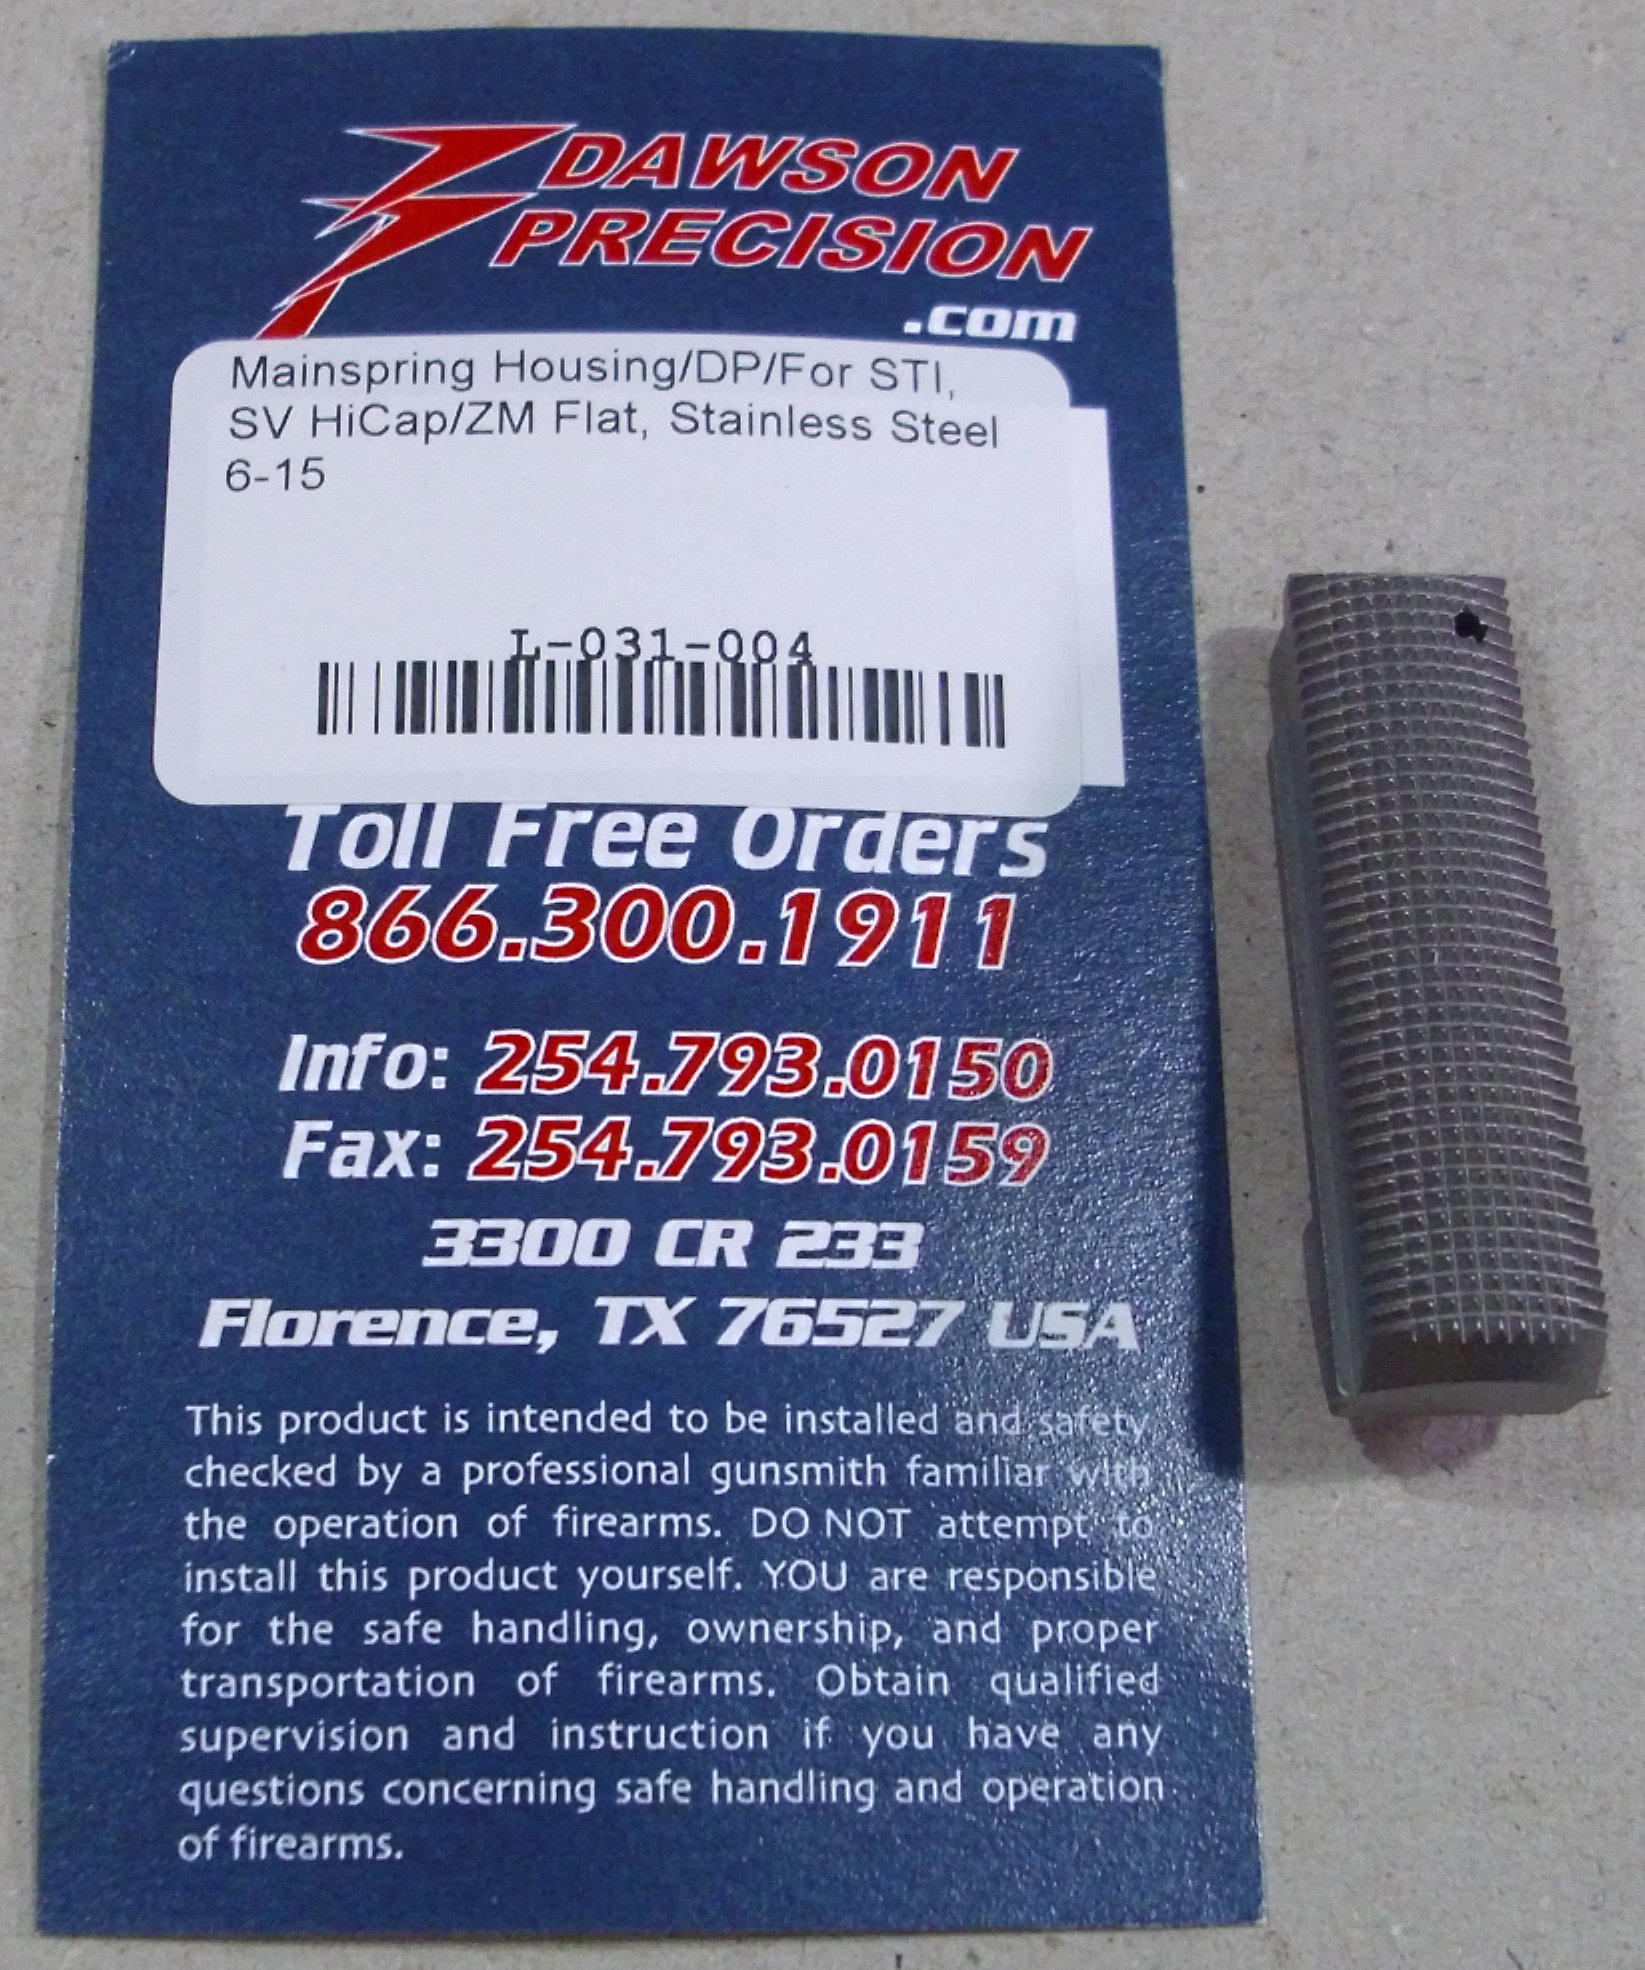 DAWSON
PRECISION
.com
Mainspring Housing/DP/For STI,
SV HiCap/ZM Flat, Stainless Steel
6-15
L-031-004
Toll Free Orders
866.300.1911
Info: 254.793.0150
Fax: 254.793.0159
3300 CR 233
Florence, TX 76527 USA
This product is intended to be installed and safety
checked by a professional gunsmith familiar with
the operation of firearms. DO NOT attempt to
install this product yourself. YOU are responsible
for the safe handling, ownership, and proper
transportation of firearms. Obtain qualified
supervision and instruction if you have any
questions concerning safe handling and operation
of firearms.